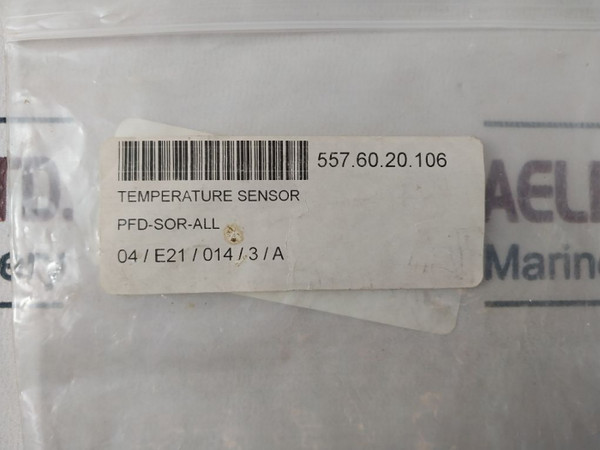 557.60.20.106
TEMPERATURE SENSOR
PFD-SOR-ALL
04 / E21 / 014 / 3 / A
Marine